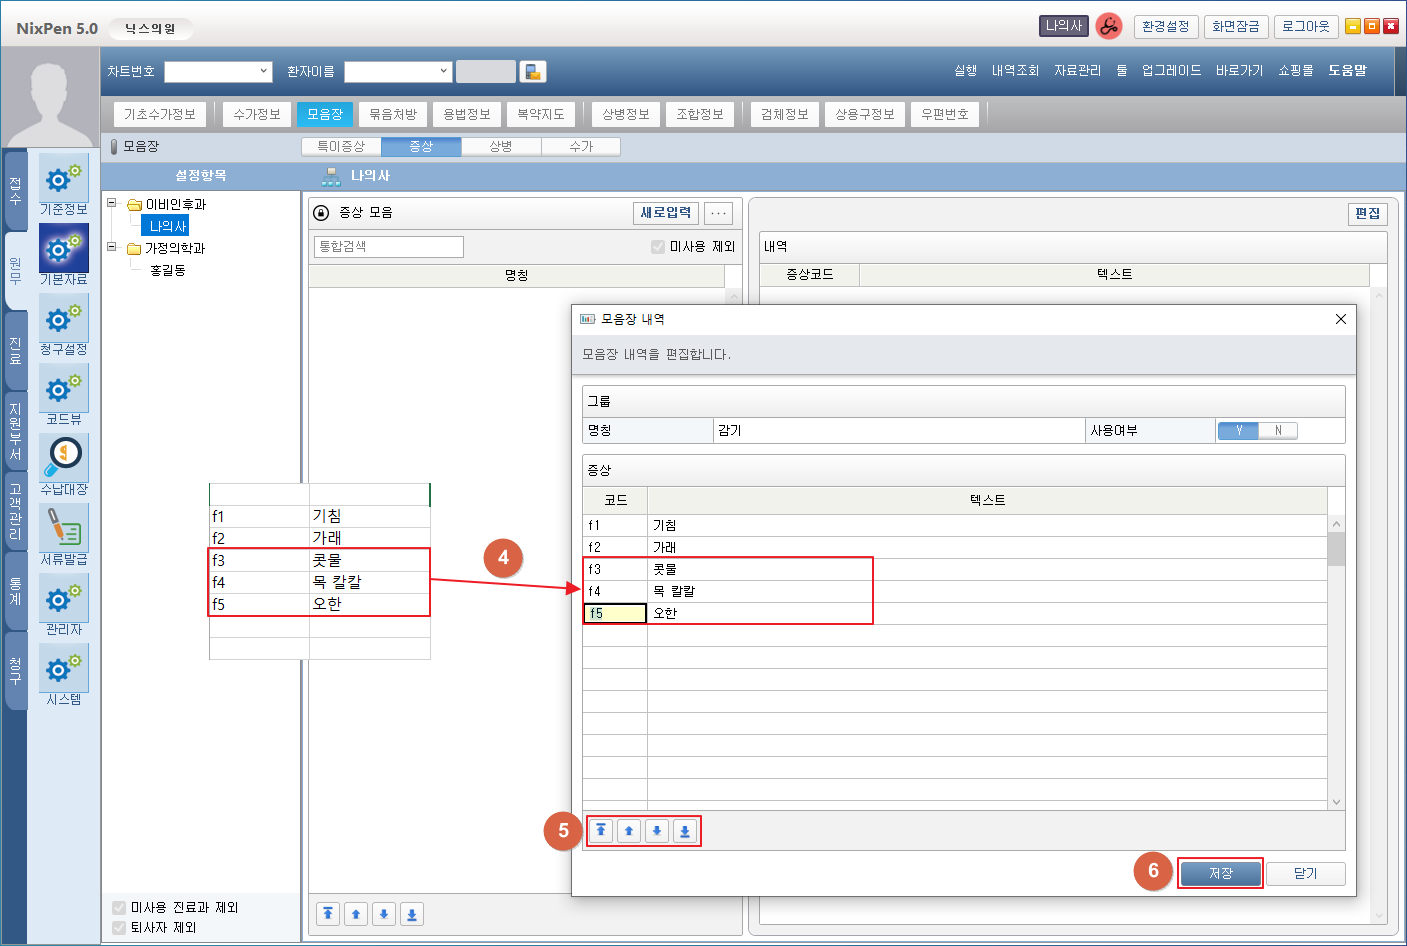 NixPen 5.0 닉스의원 나의사 환경설정 화면잠금 로그아웃
차트번호 환자이름 실행 내역조회 자료관리 툴 업그레이드 바로가기 쇼핑몰 도움말
기초수가정보 수가정보 모음장 묶음처방 용법정보 복약지도 상병정보 조합정보 검체정보 상용구정보 우편번호
모음장 특이증상 증상 상병 수가
설정항목 나의사
접수
원무
진료
지원부서
고객관리
통계
청구
기준정보
기본자료
청구설정
코드뷰
수납대장
서류발급
관리자
시스템
이비인후과
나의사
가정의학과
홍길동
미사용 진료과 제외
퇴사자 제외
증상 모음 새로입력 ...
통합검색 미사용 제외
명칭
편집
내역
증상코드 텍스트
f1 기침
f2 가래
f3 콧물
f4 목 칼칼
f5 오한
4
모음장 내역
모음장 내역을 편집합니다.
그룹
명칭 감기 사용여부 Y N
증상
코드 텍스트
f1 기침
f2 가래
f3 콧물
f4 목 칼칼
f5 오한
5
6 저장 닫기